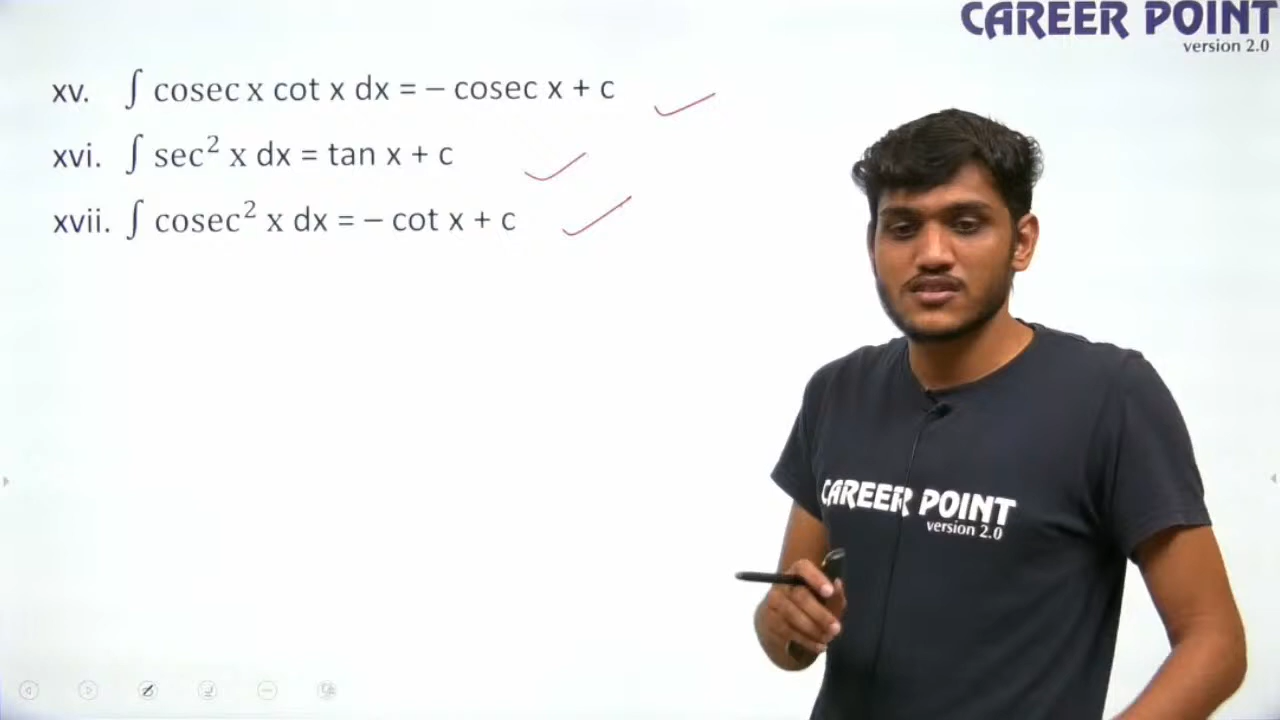 CAREER POINT
version 2.0
xv. ∫ cosec x cot x dx = – cosec x + c
xvi. ∫ sec² x dx = tan x + c
xvii. ∫ cosec² x dx = – cot x + c
CAREER POINT
version 2.0